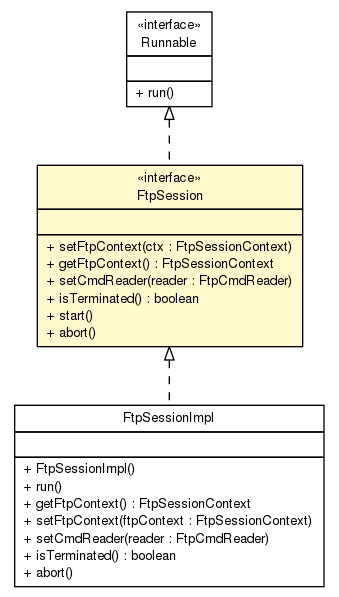 «interface»
Runnable
+ run()
«interface»
FtpSession
+ setFtpContext(ctx : FtpSessionContext)
+ getFtpContext() : FtpSessionContext
+ setCmdReader(reader : FtpCmdReader)
+ isTerminated() : boolean
+ start()
+ abort()
FtpSessionImpl
+ FtpSessionImpl()
+ run()
+ getFtpContext() : FtpSessionContext
+ setFtpContext(ftpContext : FtpSessionContext)
+ setCmdReader(reader : FtpCmdReader)
+ isTerminated() : boolean
+ abort()